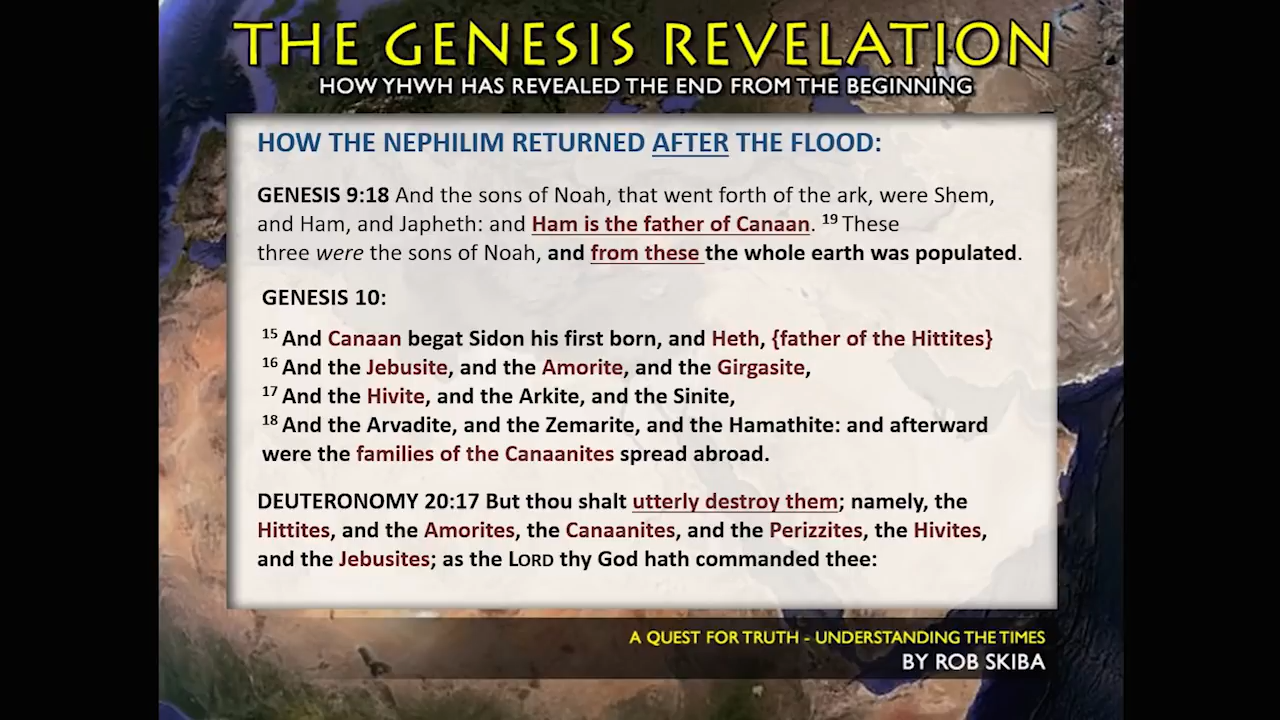 THE GENESIS REVELATION
HOW YHWH HAS REVEALED THE END FROM THE BEGINNING
HOW THE NEPHILIM RETURNED AFTER THE FLOOD:
GENESIS 9:18 And the sons of Noah, that went forth of the ark, were Shem,
and Ham, and Japheth: and Ham is the father of Canaan. 19 These
three were the sons of Noah, and from these the whole earth was populated.
GENESIS 10:
15 And Canaan begat Sidon his first born, and Heth, {father of the Hittites}
16 And the Jebusite, and the Amorite, and the Girgasite,
17 And the Hivite, and the Arkite, and the Sinite,
18 And the Arvadite, and the Zemarite, and the Hamathite: and afterward
were the families of the Canaanites spread abroad.
DEUTERONOMY 20:17 But thou shalt utterly destroy them; namely, the
Hittites, and the Amorites, the Canaanites, and the Perizzites, the Hivites,
and the Jebusites; as the LORD thy God hath commanded thee:
A QUEST FOR TRUTH - UNDERSTANDING THE TIMES
BY ROB SKIBA